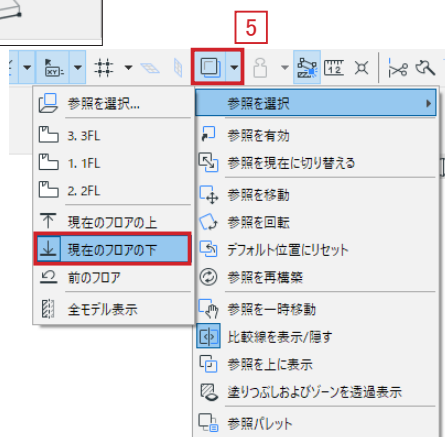 5
XY:
1 2
参照を選択...
3. 3FL
1. 1FL
2. 2FL
現在のフロアの上
現在のフロアの下
前のフロア
全モデル表示
参照を選択
参照を有効
参照を現在に切り替える
参照を移動
参照を回転
デフォルト位置にリセット
参照を再構築
参照を一時移動
比較線を表示/隠す
参照を上に表示
塗りつぶしおよびゾーンを透過表示
参照パレット